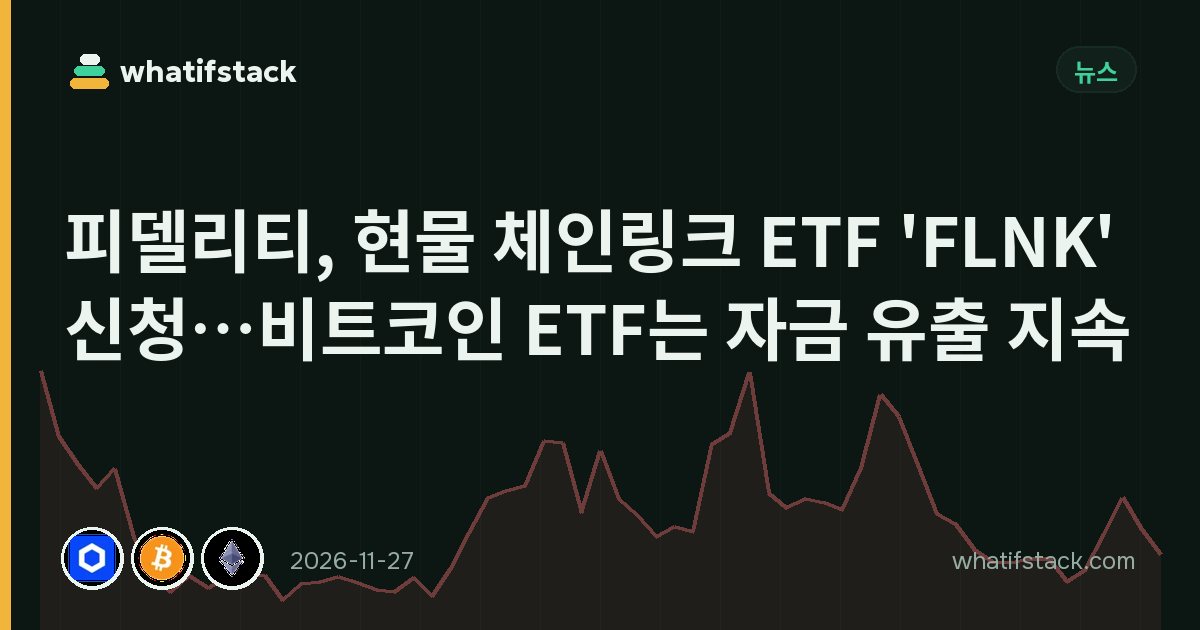 whatifstack
뉴스
피델리티, 현물 체인링크 ETF 'FLNK'
신청…비트코인 ETF는 자금 유출 지속
2026-11-27
whatifstack.com